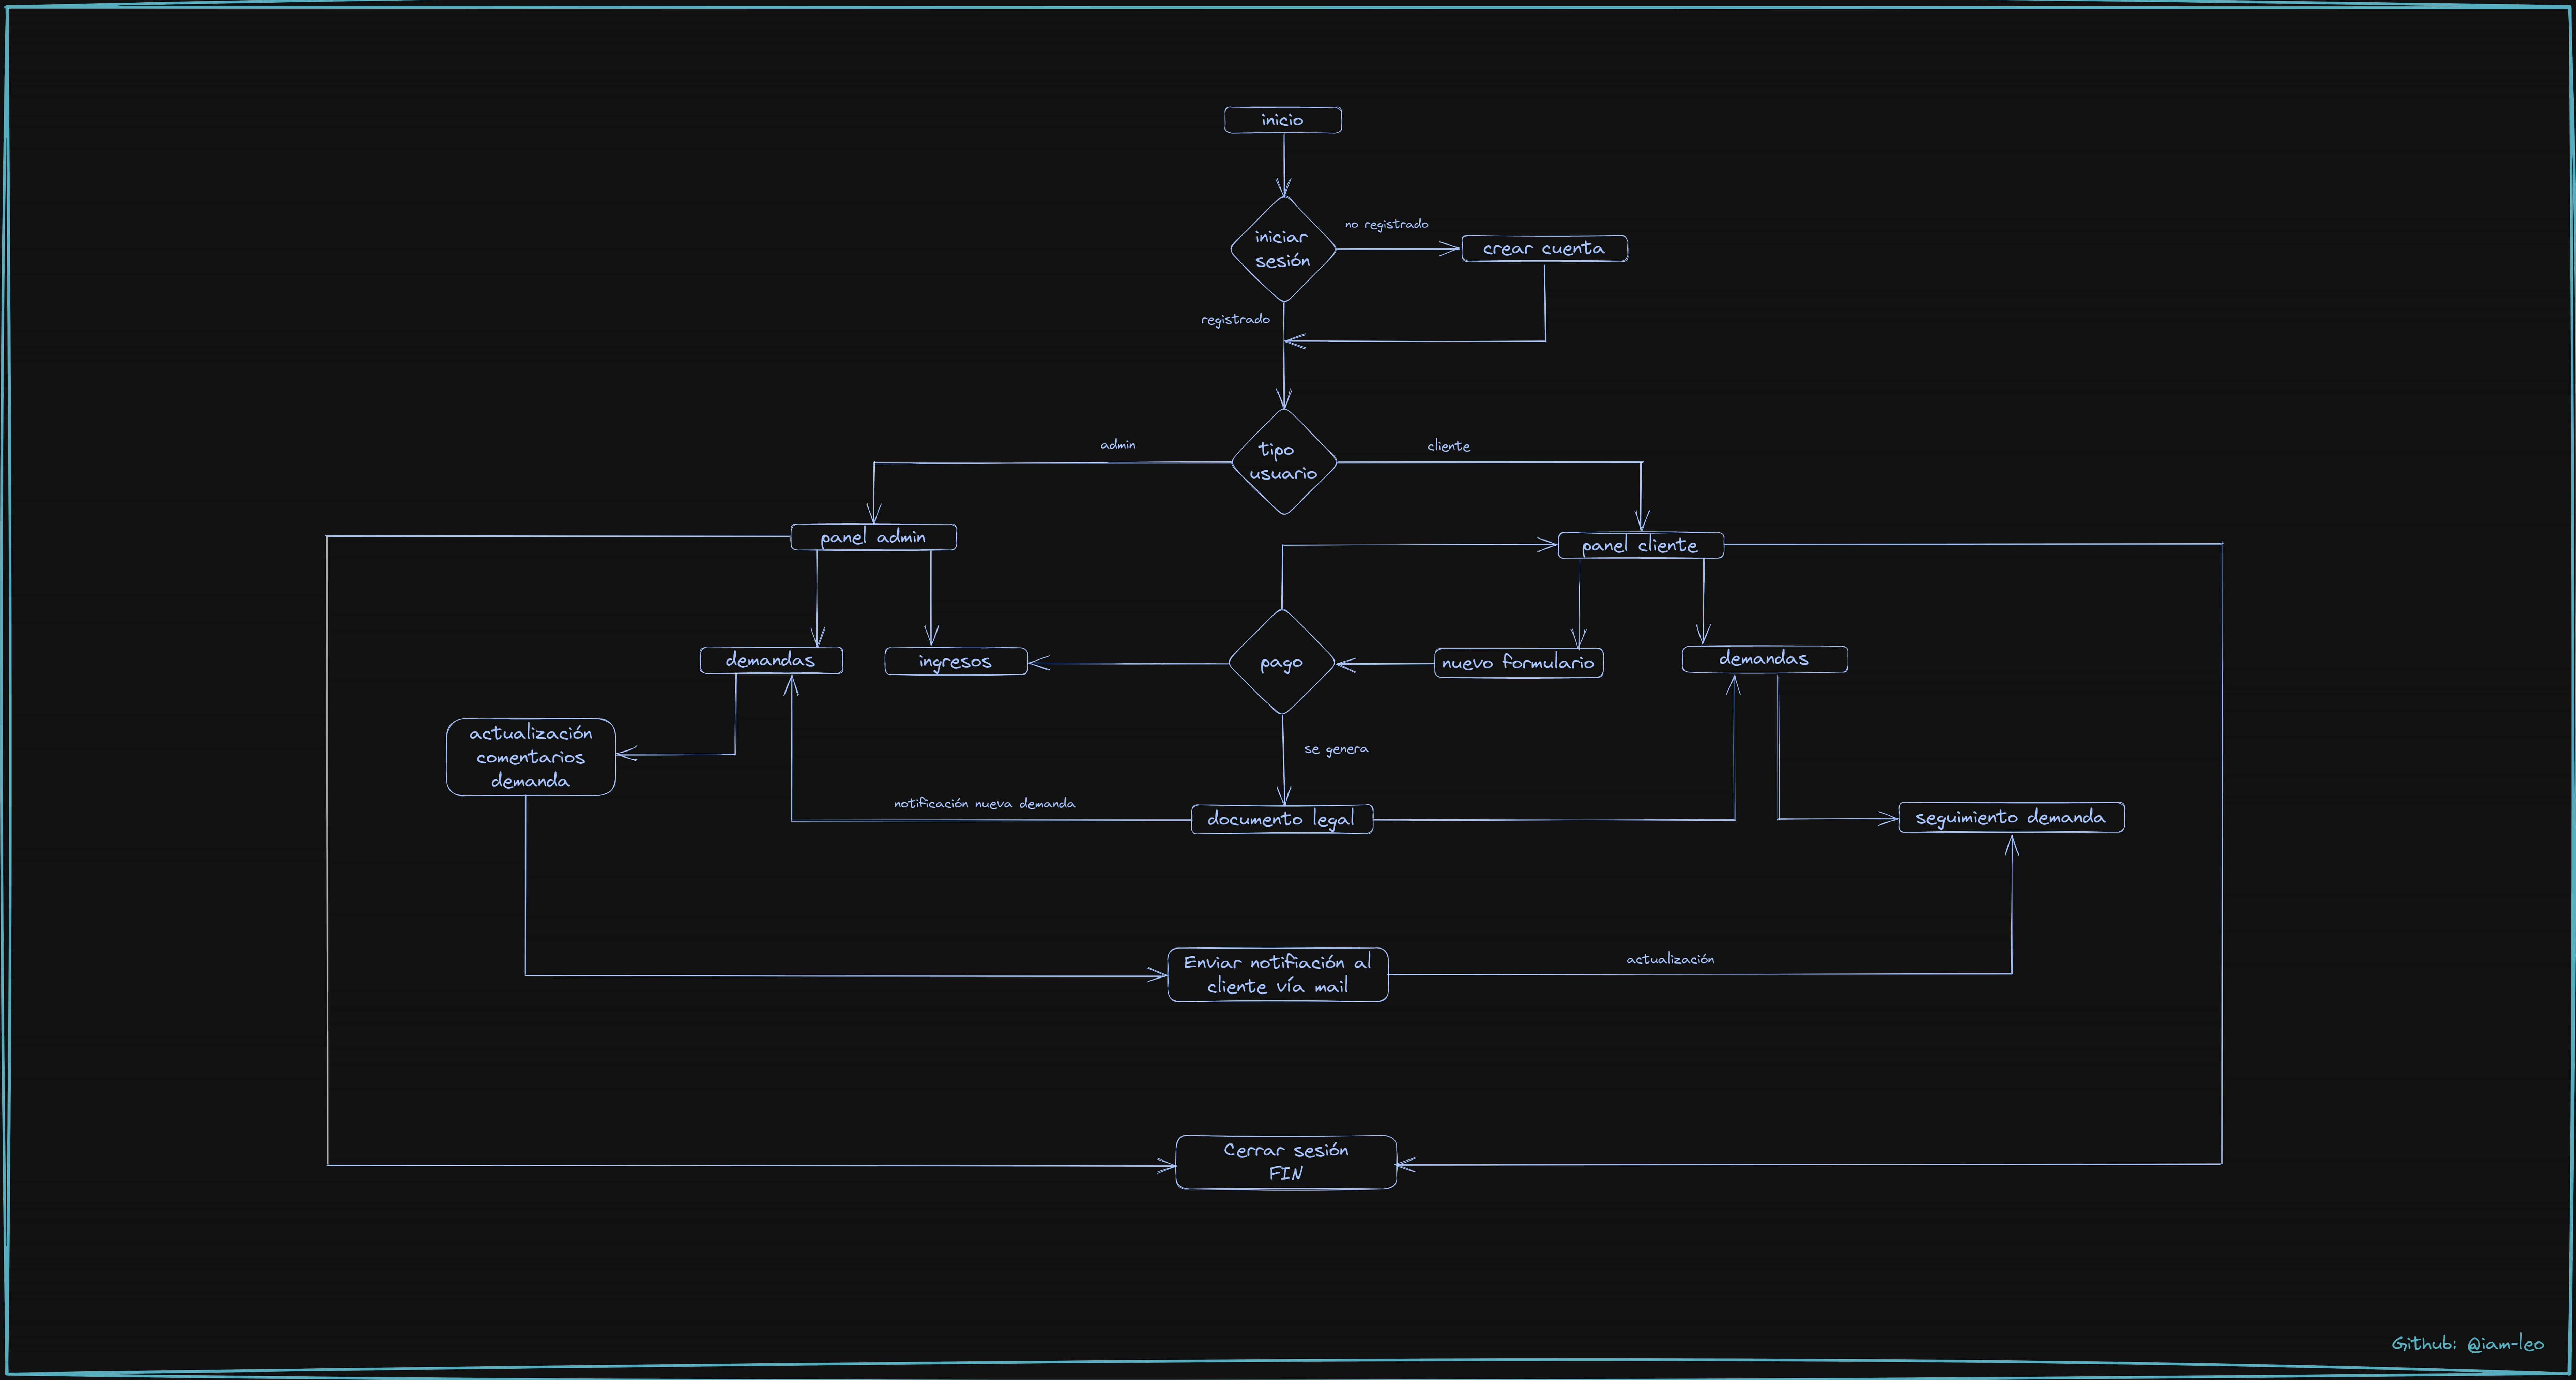 inicio
no registrado
iniciar
sesión
crear cuenta
registrado
admin
cliente
tipo
usuario
panel admin
panel cliente
demandas
ingresos
pago
nuevo formulario
demandas
actualización
comentarios
demanda
se genera
notificación nueva demanda
documento legal
seguimiento demanda
Enviar notifiación al
cliente vía mail
actualización
Cerrar sesión
FIN
Github: @iam-leo